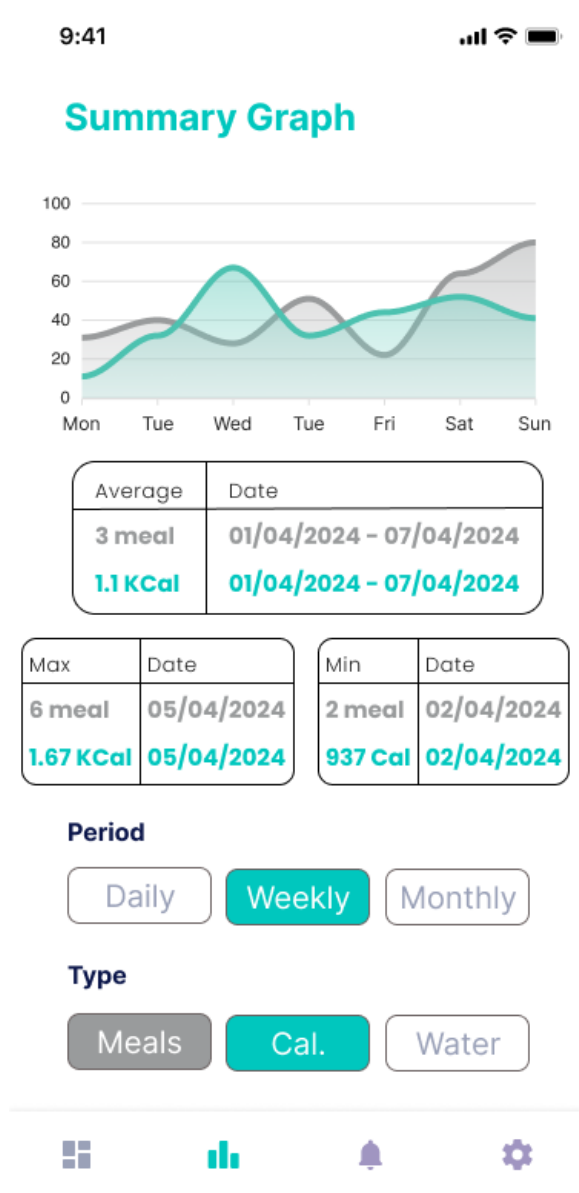 9:41
Summary Graph
100
80
60
40
20
0
Mon Tue Wed Tue Fri Sat Sun
Average Date
3 meal 01/04/2024 - 07/04/2024
1.1 KCal 01/04/2024 - 07/04/2024
Max Date
6 meal 05/04/2024
1.67 KCal 05/04/2024
Min Date
2 meal 02/04/2024
937 Cal 02/04/2024
Period
Daily Weekly Monthly
Type
Meals Cal. Water